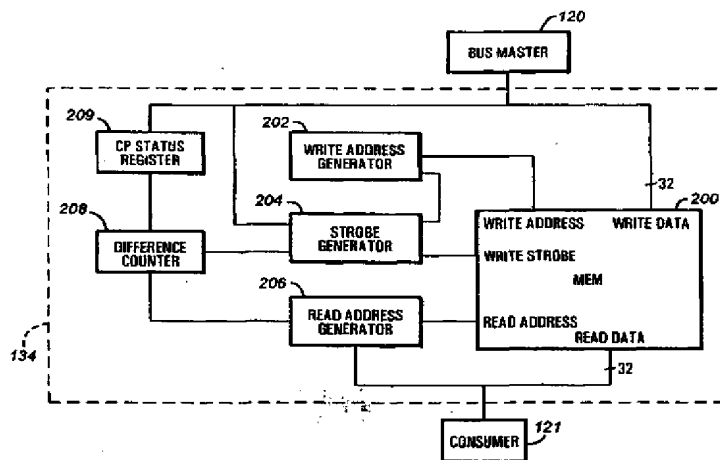 120
BUS MASTER
209
CP STATUS
REGISTER
202
WRITE ADDRESS
GENERATOR
32
200
208
DIFFERENCE
COUNTER
204
STROBE
GENERATOR
WRITE ADDRESS WRITE DATA
WRITE STROBE
MEM
206
READ ADDRESS
GENERATOR
READ ADDRESS
READ DATA
134
32
CONSUMER
121